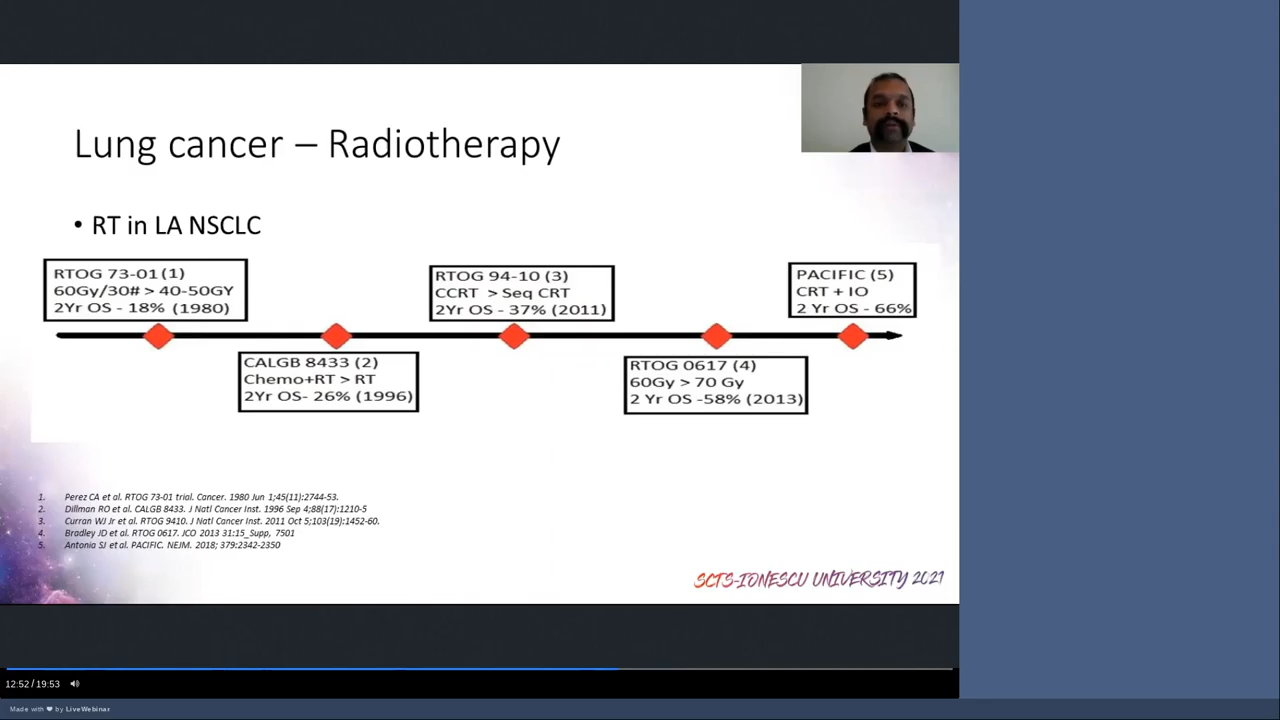 Lung cancer – Radiotherapy
• RT in LA NSCLC
RTOG 73-01 (1)
60Gy/30# > 40-50GY
2Yr OS - 18% (1980)
CALGB 8433 (2)
Chemo+RT > RT
2Yr OS- 26% (1996)
RTOG 94-10 (3)
CCRT > Seq CRT
2Yr OS - 37% (2011)
RTOG 0617 (4)
60Gy > 70 Gy
2 Yr OS -58% (2013)
PACIFIC (5)
CRT + IO
2 Yr OS - 66%
1. Perez CA et al. RTOG 73-01 trial. Cancer. 1980 Jun 1;45(11):2744-53.
2. Dillman RO et al. CALGB 8433. J Natl Cancer Inst. 1996 Sep 4;88(17):1210-5
3. Curran WJ Jr et al. RTOG 9410. J Natl Cancer Inst. 2011 Oct 5;103(19):1452-60.
4. Bradley JD et al. RTOG 0617. JCO 2013 31:15_Supp, 7501
5. Antonia SJ et al. PACIFIC. NEJM. 2018; 379:2342-2350
SCTS-IONESCU UNIVERSITY 2021
12:52 / 19:53
Made with ❤ by LiveWebinar